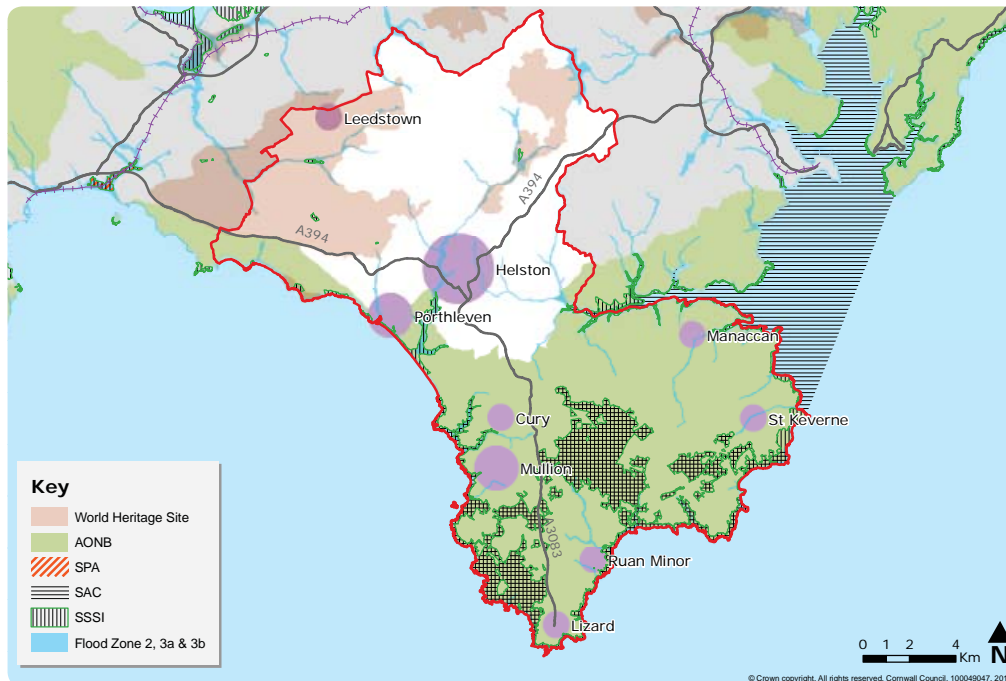 Leedstown
A394
A394
Helston
Porthleven
Manaccan
Cury
St Keverne
Mullion
A3083
Ruan Minor
Lizard
Key
World Heritage Site
AONB
SPA
SAC
SSSI
Flood Zone 2, 3a & 3b
0 1 2 4
Km
N
© Crown copyright. All rights reserved. Cornwall Council, 100049047, 20